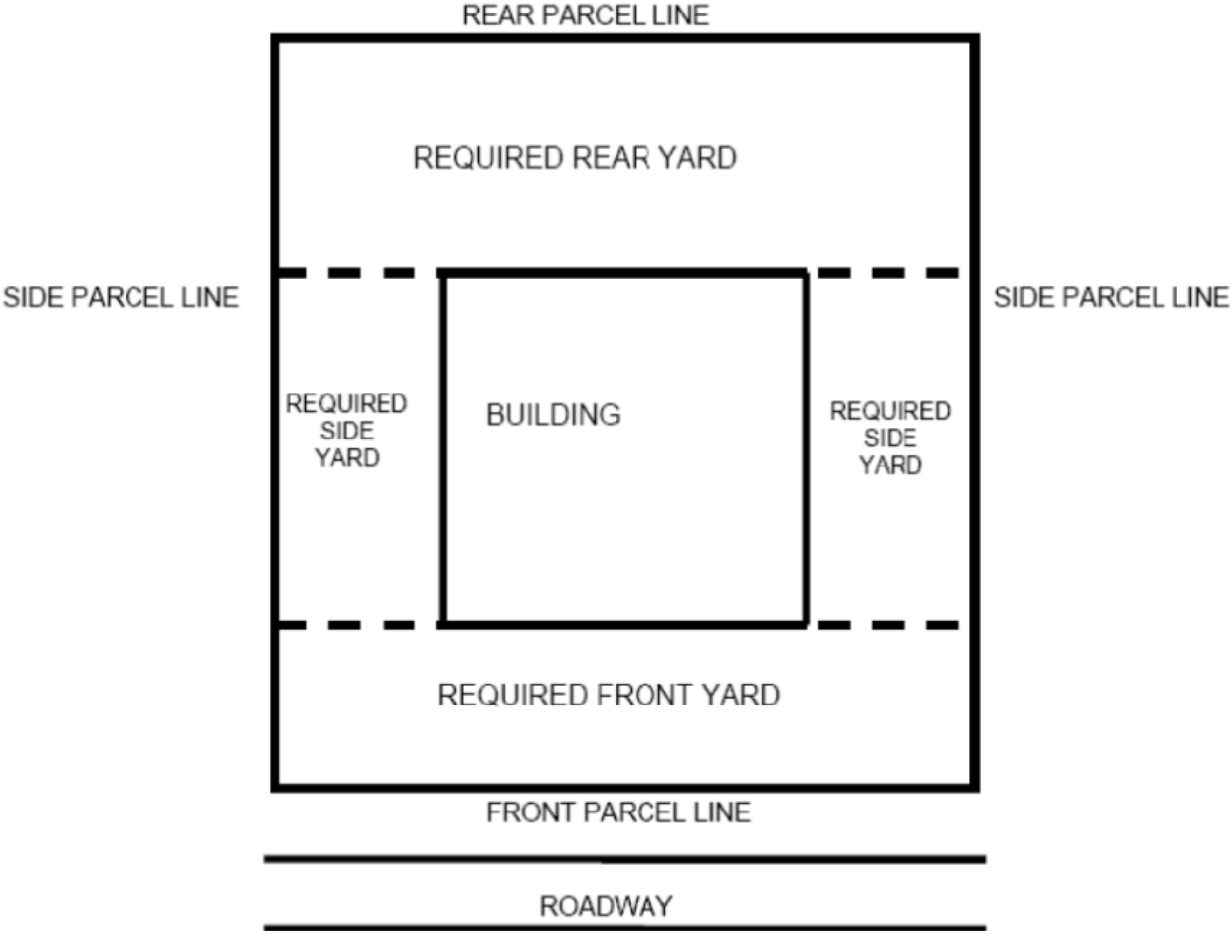 REAR PARCEL LINE
REQUIRED REAR YARD
SIDE PARCEL LINE
SIDE PARCEL LINE
REQUIRED
SIDE
YARD
BUILDING
REQUIRED
SIDE
YARD
REQUIRED FRONT YARD
FRONT PARCEL LINE
ROADWAY